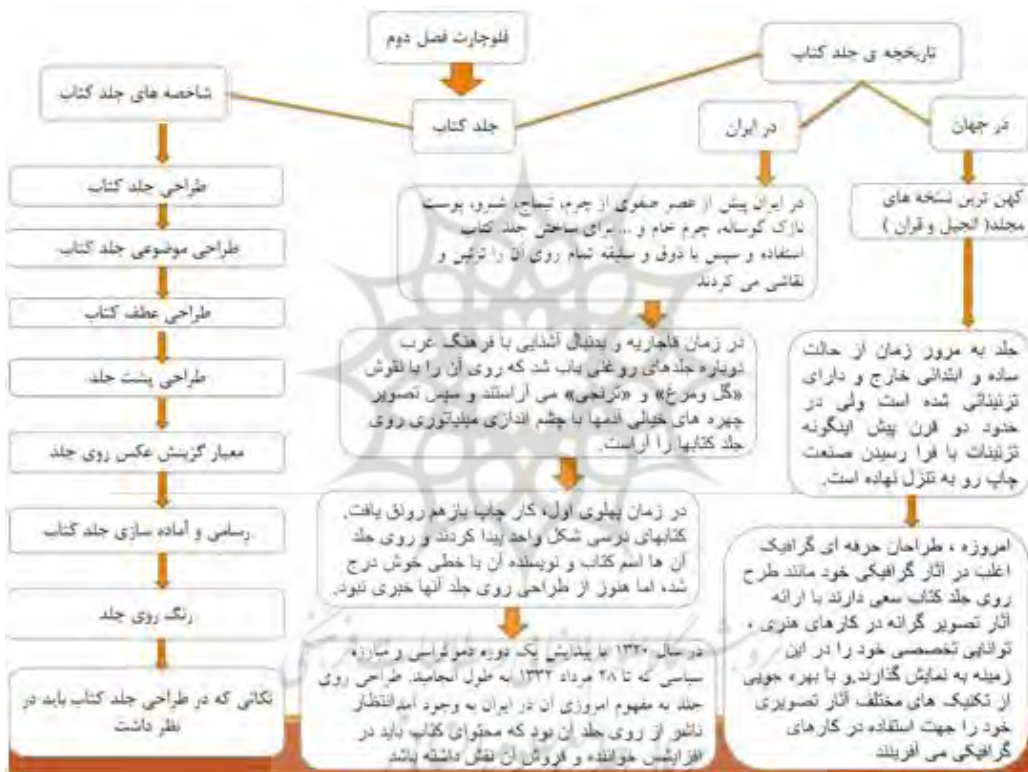 فلوچارت فصل دوم
تاریخچه ی جلد کتاب
شاخصه های جلد کتاب
جلد کتاب
در ایران
در جهان
کهن ترین نسخه های
مجلد( انجیل و قران )
جلد به مرور زمان از حالت
ساده و ابتدائی خارج و دارای
تزئیناتی شده است ولی در
حدود دو قرن پیش اینگونه
تزئینات با فرا رسیدن صنعت
چاپ رو به تنزل نهاده است.
امروزه ، طراحان حرفه ای گرافیک
اغلب در آثار گرافیکی خود مانند طرح
روی جلد کتاب سعی دارند با ارائه
آثار تصویر گرانه در کارهای هنری ،
توانایی تخصصی خود را در این
زمینه به نمایش گذارند.و با بهره جویی
از تکنیک های مختلف آثار تصویری
خود را جهت استفاده در کارهای
گرافیکی می آفرینند
در ایران پیش از عصر صفوی از چرم، تیماج، شبرو، پوست
نازک گوساله، چرم خام و ... برای ساختن جلد کتاب
استفاده و سپس با ذوق و سلیقه تمام روی آن را تزئین و
نقاشی می کردند
در زمان قاجاریه و بدنبال آشنایی با فرهنگ غرب
دوباره جلدهای روغنی باب شد که روی آن را با نقوش
«گل ومرغ» و «ترنجی» می آراستند و سپس تصویر
چهره های خیالی آدمها با چشم اندازی مینیاتوری روی
جلد کتابها را آراست.
در زمان پهلوی اول، کار چاپ بازهم رونق یافت.
کتابهای درسی شکل واحد پیدا کردند و روی جلد
آن ها اسم کتاب و نویسنده آن با خطی خوش درج
شده، اما هنوز از طراحی روی جلد آنها خبری نبود.
در سال ۱۳۲۰ با پیدایش یک دوره دموکراسی و مبارزه
سیاسی که تا ۲۸ مرداد ۱۳۳۲ به طول انجامید. طراحی روی
جلد به مفهوم امروزی آن در ایران به وجود آمد.انتظار
ناشر از روی جلد آن بود که محتوای کتاب باید در
افزایش خواننده و فروش آن نقش داشته باشد
طراحی جلد کتاب
طراحی موضوعی جلد کتاب
طراحی عطف کتاب
طراحی پشت جلد
معیار گزینش عکس روی جلد
رسامی و آماده سازی جلد کتاب
رنگ روی جلد
نکاتی که در طراحی جلد کتاب باید در
نظر داشت